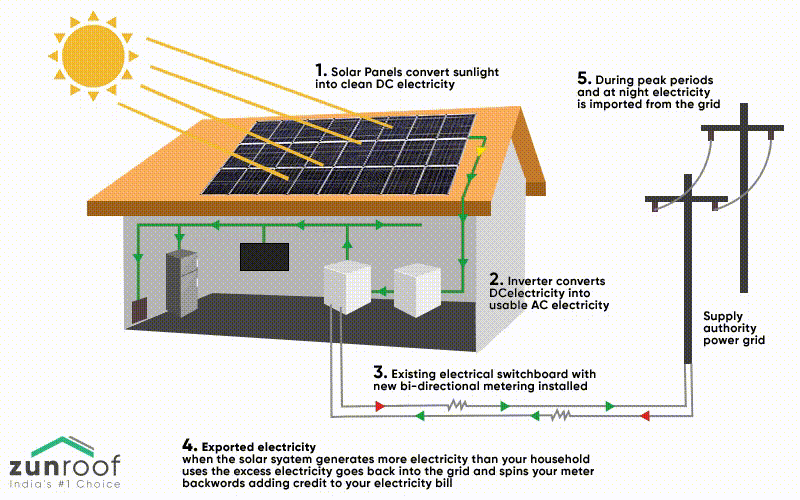 1. Solar Panels convert sunlight
into clean DC electricity
5. During peak periods
and at night electricity
is imported from the grid
2. Inverter converts
DCelectricity into
usable AC electricity
Supply
authority
power grid
3. Existing electrical switchboard with
new bi-directional metering installed
4. Exported electricity
when the solar syatem generates more electricity than your household
uses the excess electricity goes back into the grid and spins your meter
backwords adding credit to your electricity bill
zunroof
India's #1 Choice